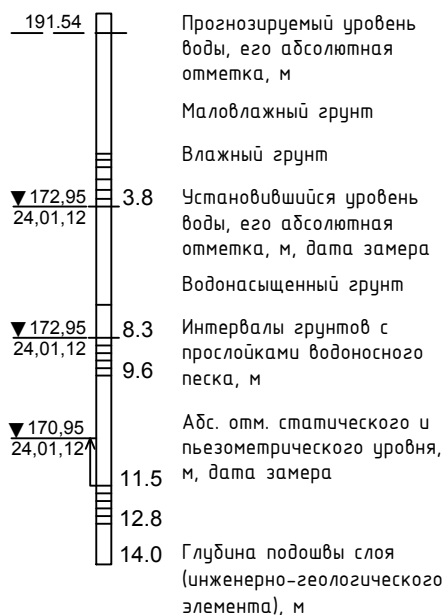 191.54
Прогнозируемый уровень
воды, его абсолютная
отметка, м
Маловлажный грунт
Влажный грунт
172,95
24,01,12
3.8
Установившийся уровень
воды, его абсолютная
отметка, м, дата замера
Водонасыщенный грунт
172,95
24,01,12
8.3
9.6
Интервалы грунтов с
прослойками водоносного
песка, м
170,95
24,01,12
Абс. отм. статического и
пьезометрического уровня,
м, дата замера
11.5
12.8
14.0
Глубина подошвы слоя
(инженерно-геологического
элемента), м